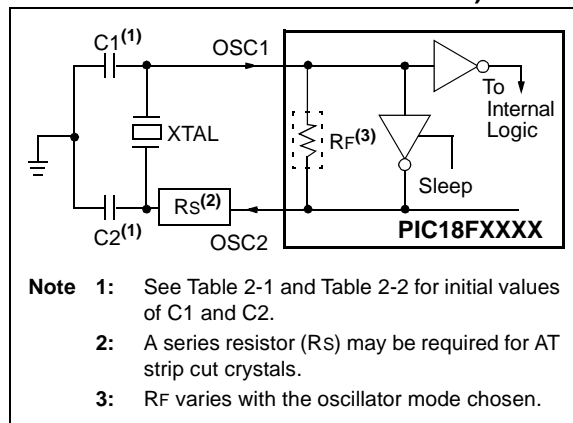 C1(1)
OSC1
To
Internal
Logic
XTAL
RF(3)
Sleep
RS(2)
C2(1)
OSC2
PIC18FXXXX
Note 1: See Table 2-1 and Table 2-2 for initial values
of C1 and C2.
2: A series resistor (RS) may be required for AT
strip cut crystals.
3: RF varies with the oscillator mode chosen.